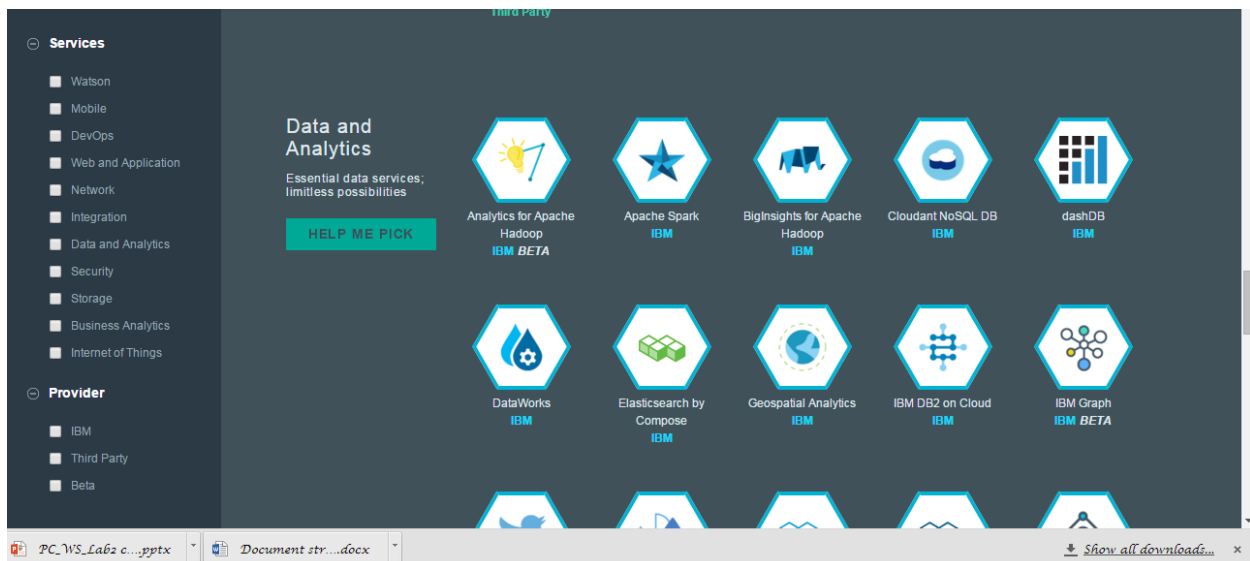 Third Party
Services
Watson
Mobile
DevOps
Web and Application
Network
Integration
Data and Analytics
Security
Storage
Business Analytics
Internet of Things
Provider
IBM
Third Party
Beta
Data and
Analytics
Essential data services;
limitless possibilities
HELP ME PICK
Analytics for Apache
Hadoop
IBM BETA
Apache Spark
IBM
BigInsights for Apache
Hadoop
IBM
Cloudant NoSQL DB
IBM
dashDB
IBM
DataWorks
IBM
Elasticsearch by
Compose
IBM
Geospatial Analytics
IBM
IBM DB2 on Cloud
IBM
IBM Graph
IBM BETA
PC_WS_Lab2 c....pptx
Document str....docx
Show all downloads...